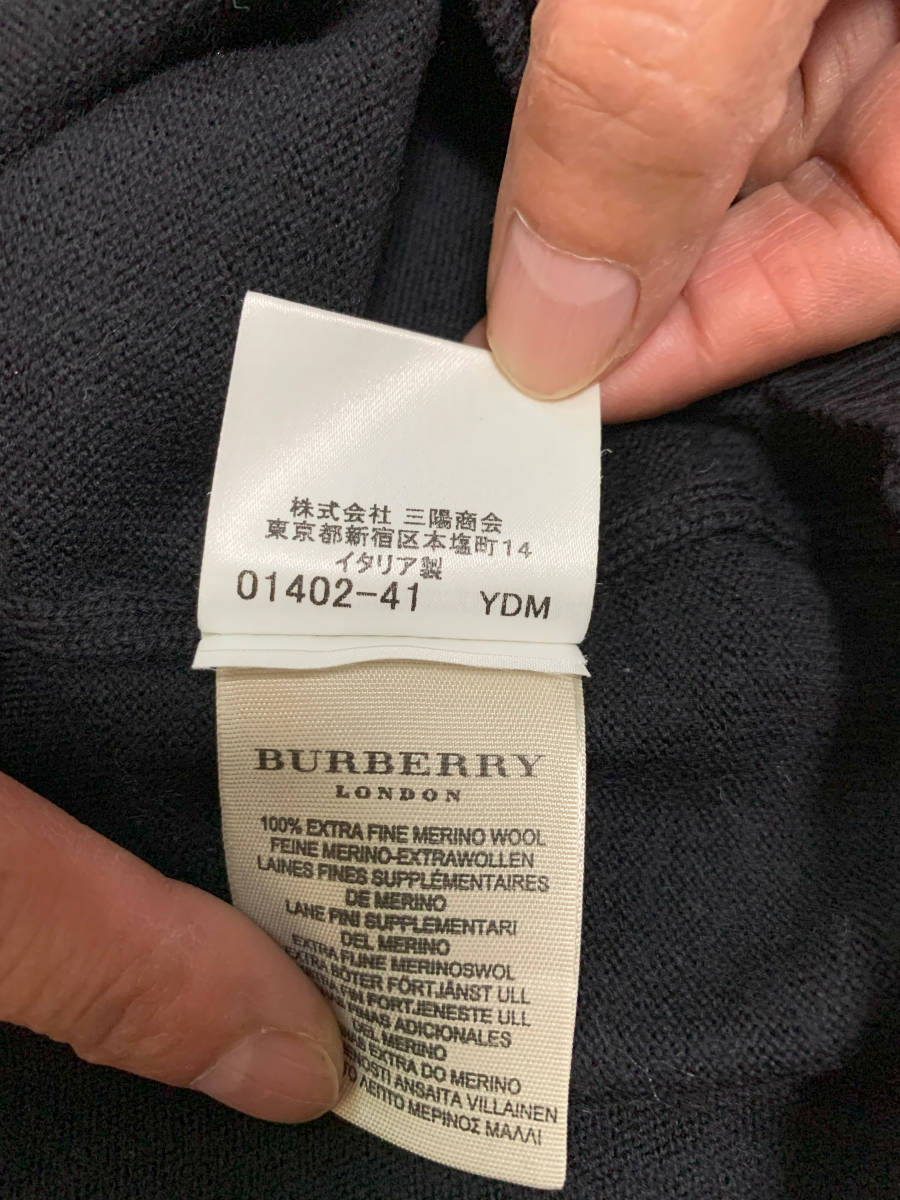 株式会社 三陽商会
東京都新宿区本塩町14
イタリア製
01402-41 YDM
BURBERRY
LONDON
100% EXTRA FINE MERINO WOOL
FEINE MERINO-EXTRAWOLLEN
LAINES FINES SUPPLÉMENTAIRES
DE MERINO
LANE FINI SUPPLEMENTARI
DEL MERINO
EXTRA FIJNE MERINOSWOL
BÖTER FORTJÄNST ULL
FIN FORTJENESTE ULL
ADICIONALES
DEL MERINO
EXTRA DO MERINO
ANSAITA VILLAINEN
ΛΕΠΤΟ ΜΕΡΙΝΟΣ ΜΑΛΛΙ